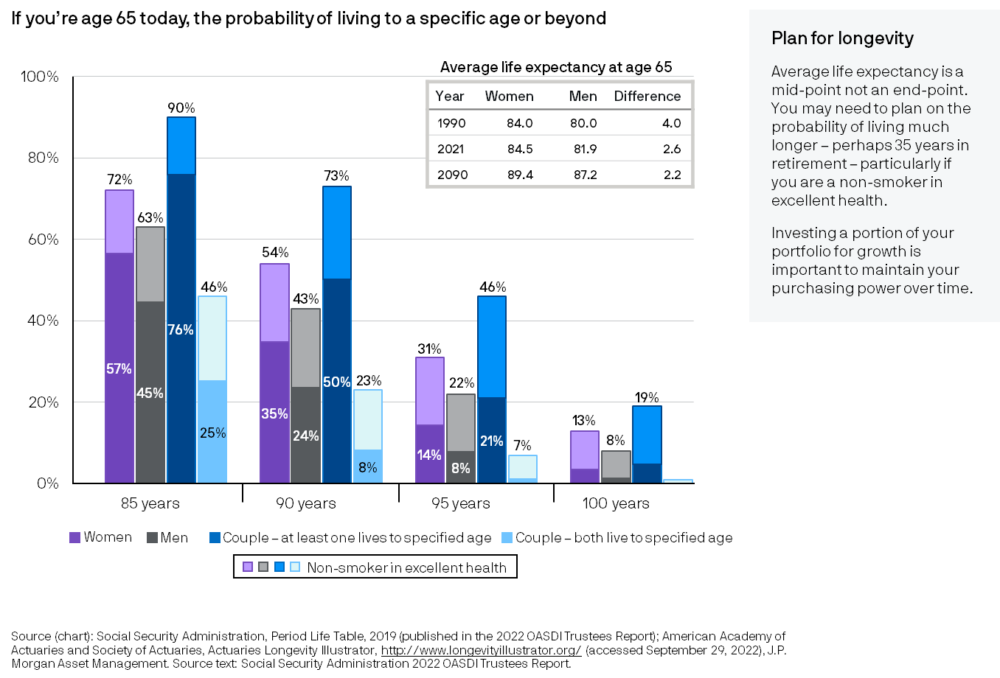 If you're age 65 today, the probability of living to a specific age or beyond
Plan for longevity
Average life expectancy is a
mid-point not an end-point.
You may need to plan on the
probability of living much
longer – perhaps 35 years in
retirement – particularly if
you are a non-smoker in
excellent health.
Investing a portion of your
portfolio for growth is
important to maintain your
purchasing power over time.
Average life expectancy at age 65
Year Women Men Difference
1990 84.0 80.0 4.0
2021 84.5 81.9 2.6
2090 89.4 87.2 2.2
100%
80%
60%
40%
20%
0%
72%
57%
63%
45%
90%
76%
46%
25%
54%
35%
43%
24%
73%
50%
23%
8%
31%
14%
22%
8%
46%
21%
7%
13%
8%
19%
85 years 90 years 95 years 100 years
Women Men Couple – at least one lives to specified age Couple – both live to specified age
Non-smoker in excellent health
Source (chart): Social Security Administration, Period Life Table, 2019 (published in the 2022 OASDI Trustees Report); American Academy of
Actuaries and Society of Actuaries, Actuaries Longevity Illustrator, http://www.longevityillustrator.org/ (accessed September 29, 2022), J.P.
Morgan Asset Management. Source text: Social Security Administration 2022 OASDI Trustees Report.